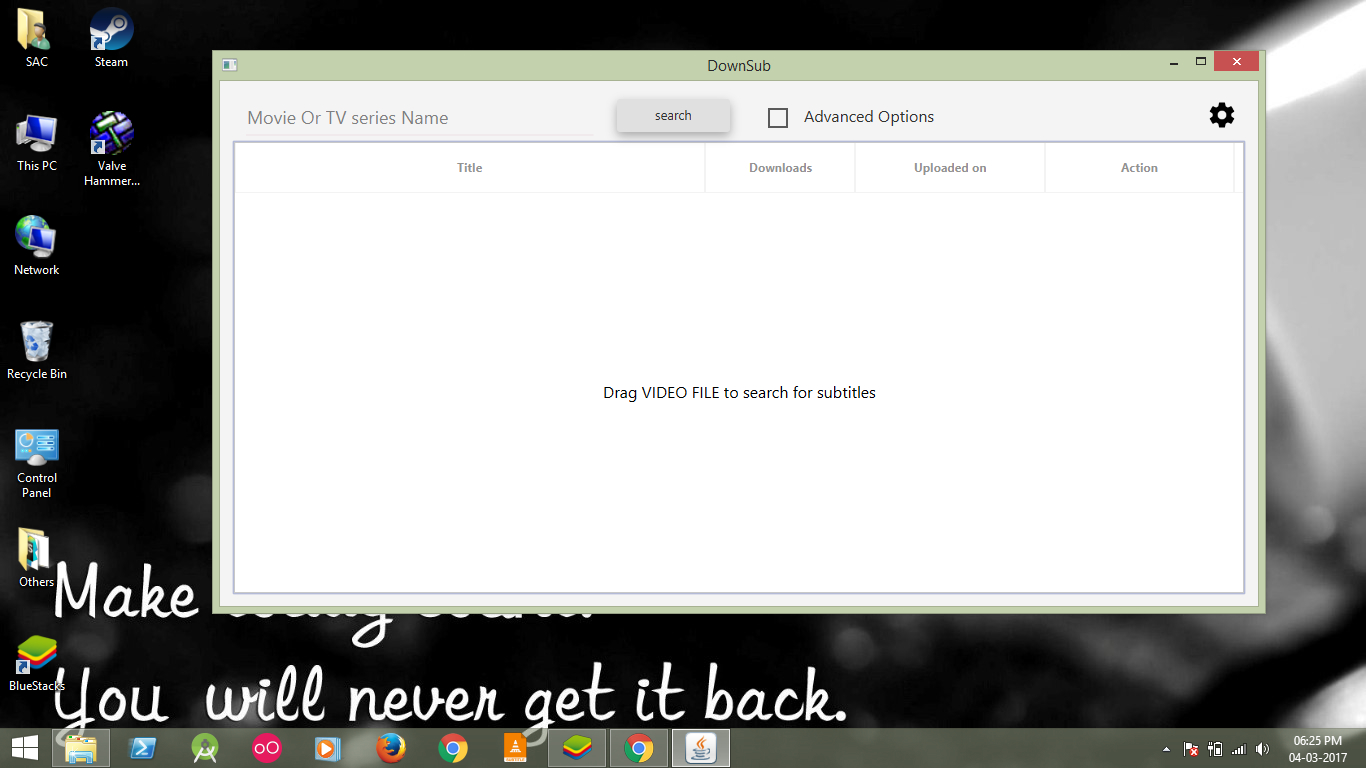 SAC
Steam
This PC
Valve
Hammer...
Network
Recycle Bin
Control
Panel
Others
BlueStacks
DownSub
Movie Or TV series Name
search
Advanced Options
Title
Downloads
Uploaded on
Action
Drag VIDEO FILE to search for subtitles
Make
You will never get it back.
06:25 PM
04-03-2017